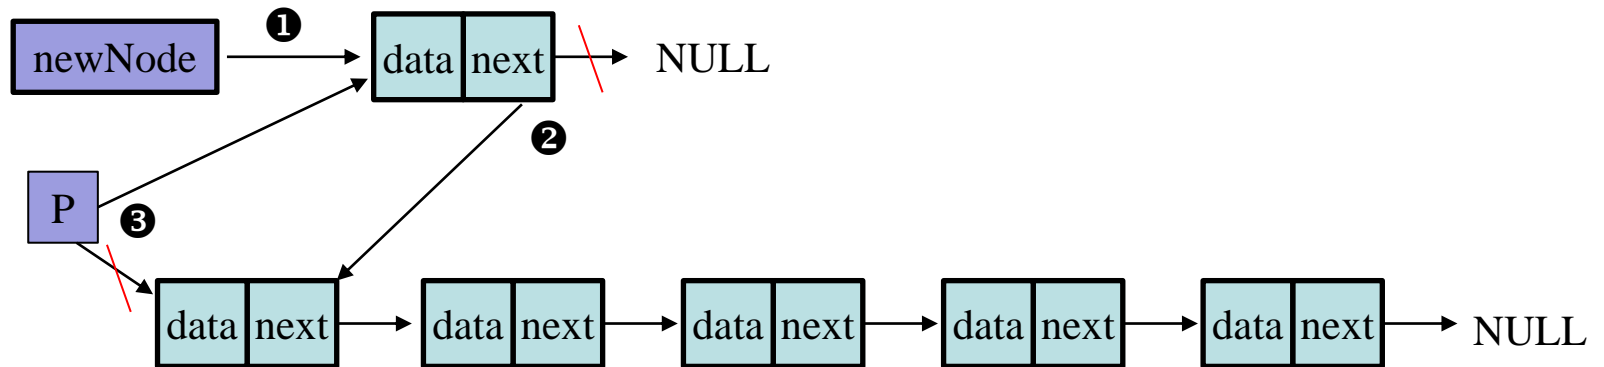 ❶
newNode data next NULL
❷
P ❸
data next data next data next data next data next NULL